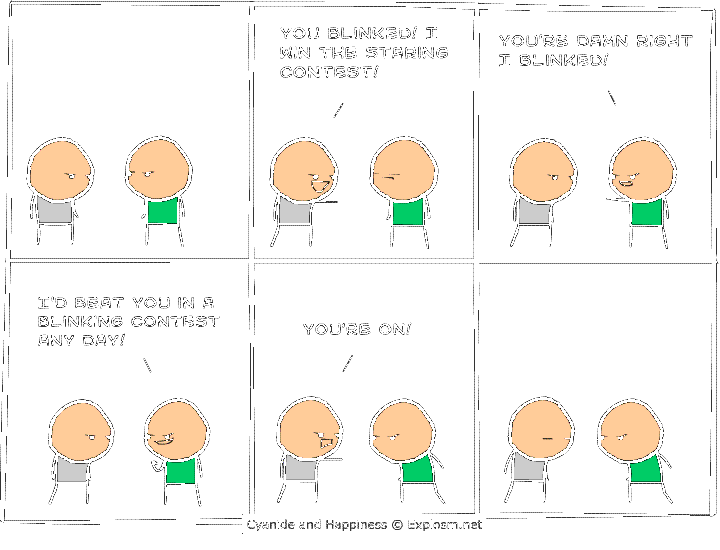 YOU BLINKED! I
WIN THE STARING
CONTEST!
YOU'RE DAMN RIGHT
I BLINKED!
I'D BEAT YOU IN A
BLINKING CONTEST
ANY DAY!
YOU'RE ON!
Cyanide and Happiness © Explosm.net